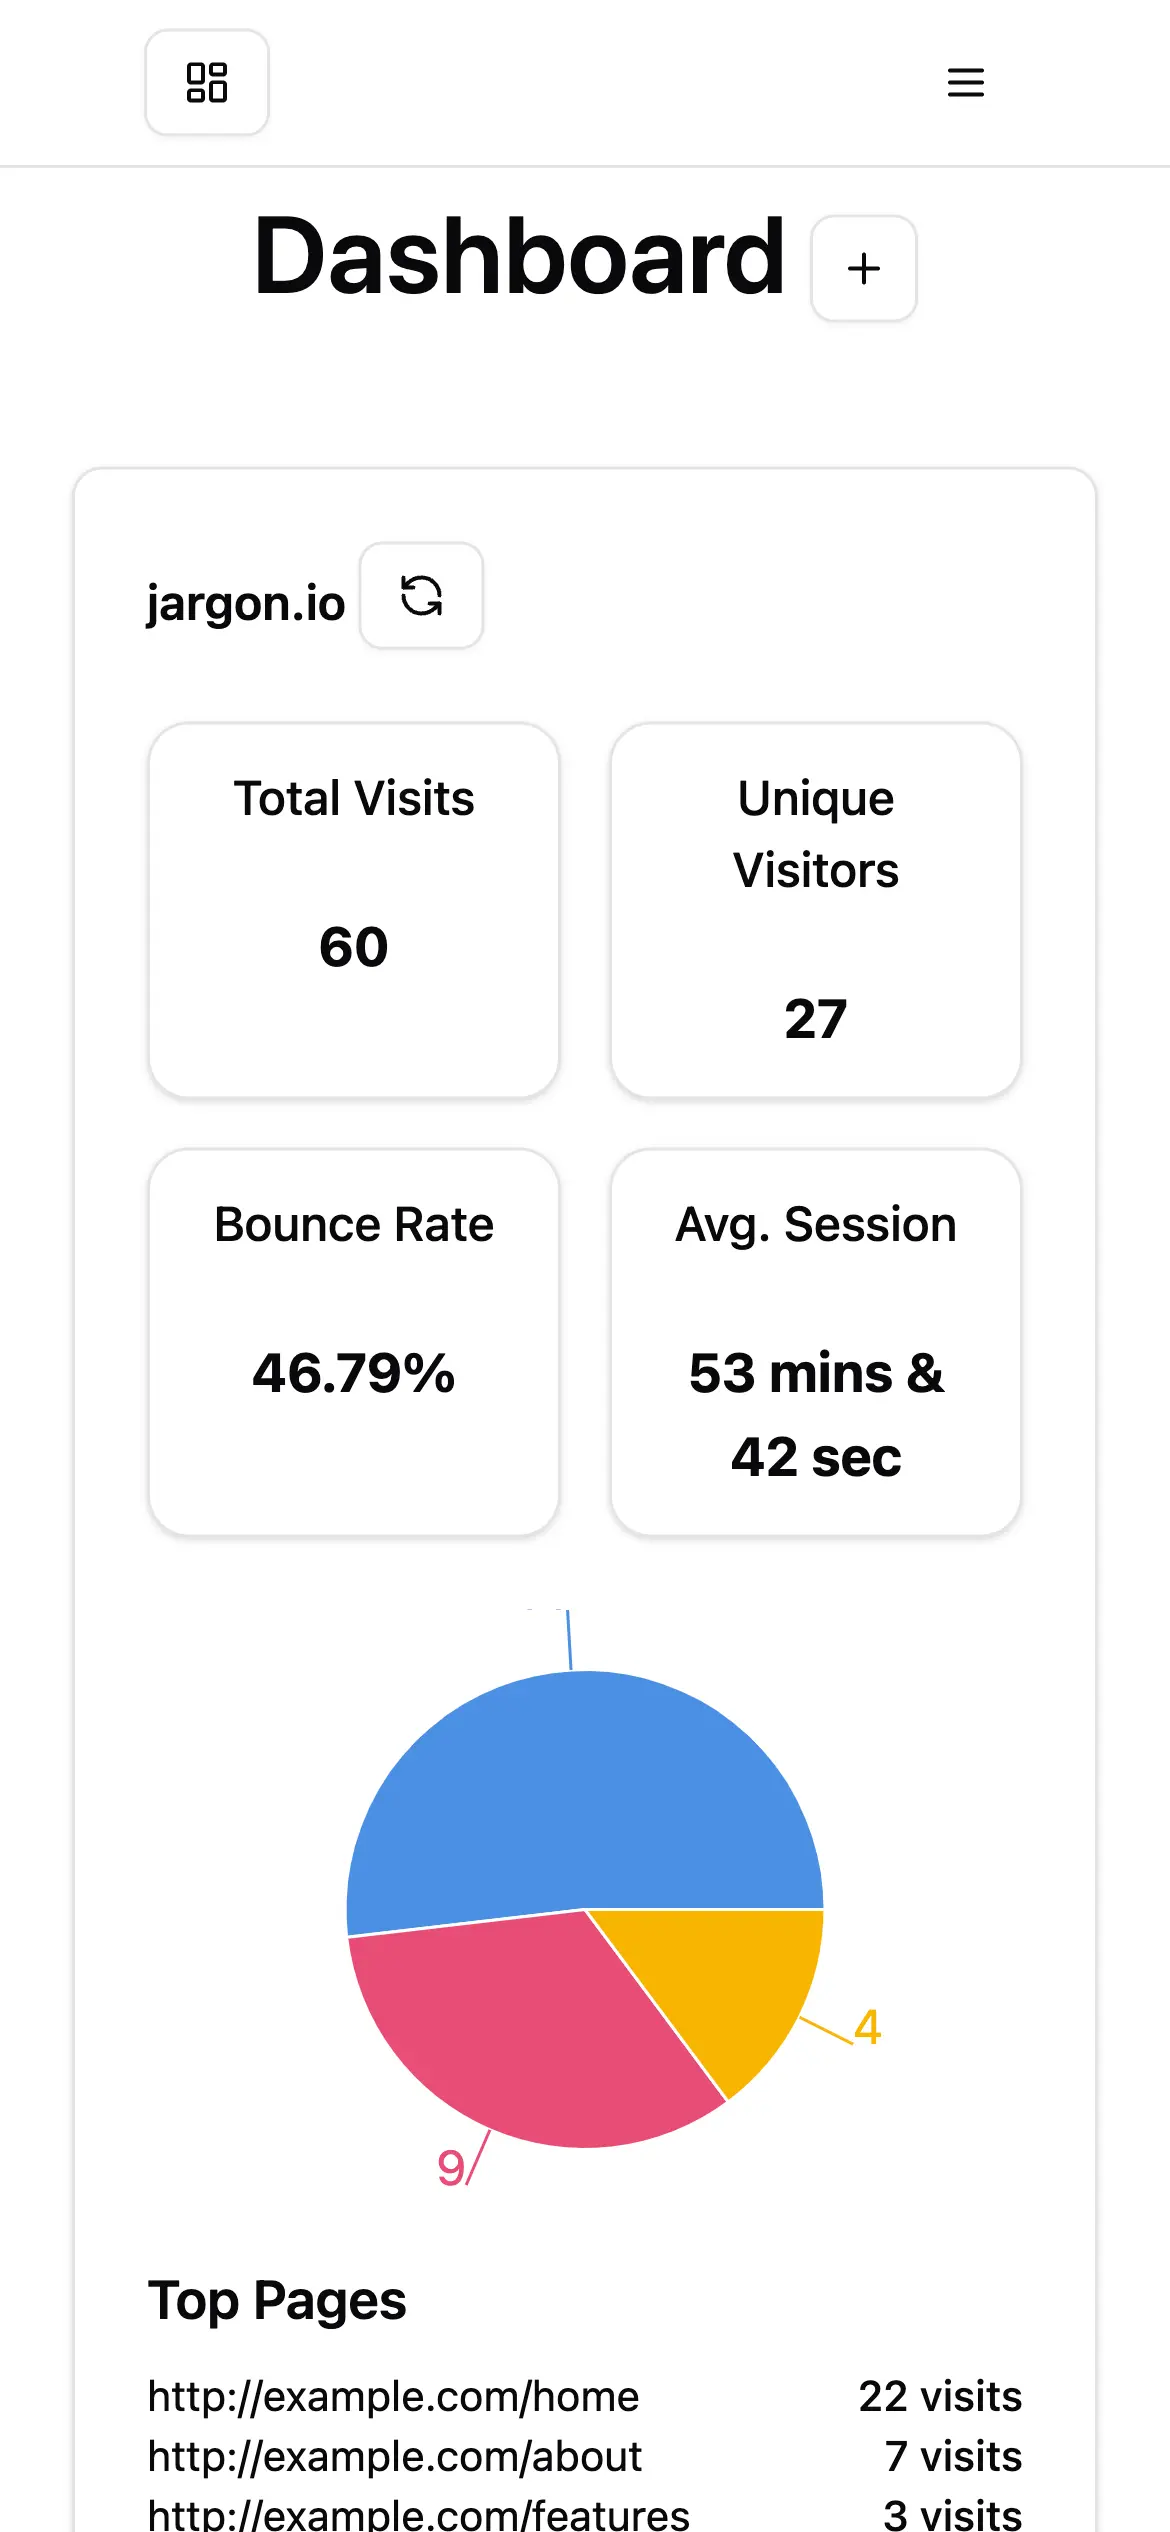 Dashboard
jargon.io
Total Visits
60
Unique
Visitors
27
Bounce Rate
46.79%
Avg. Session
53 mins &
42 sec
4
9
Top Pages
http://example.com/home 22 visits
http://example.com/about 7 visits
http://example.com/features 3 visits